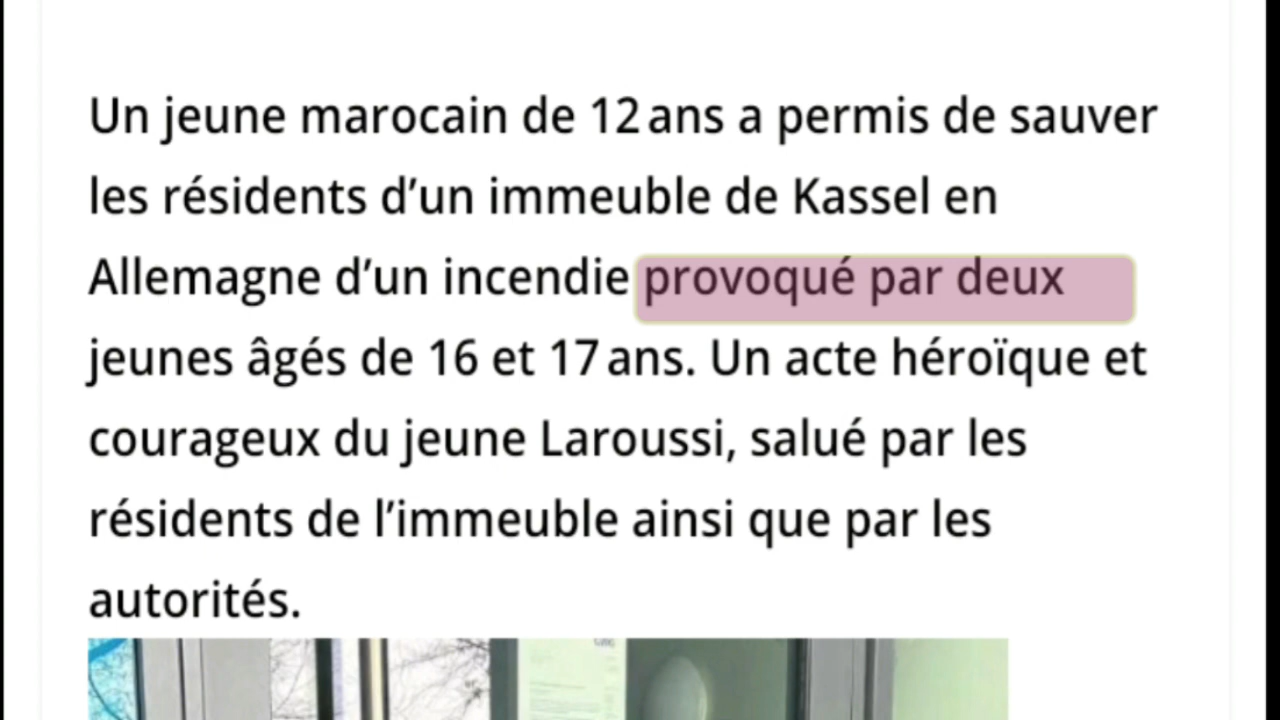 Un jeune marocain de 12 ans a permis de sauver
les résidents d’un immeuble de Kassel en
Allemagne d’un incendie provoqué par deux
jeunes âgés de 16 et 17 ans. Un acte héroïque et
courageux du jeune Laroussi, salué par les
résidents de l’immeuble ainsi que par les
autorités.